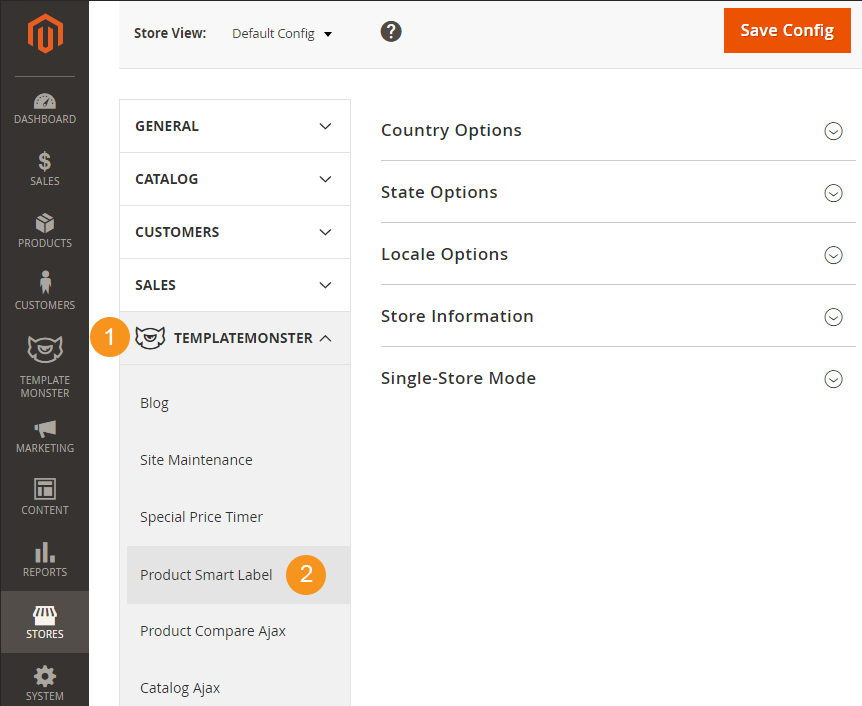 Store View: Default Config ?
Save Config
DASHBOARD
$
SALES
PRODUCTS
CUSTOMERS
TEMPLATE
MONSTER
MARKETING
CONTENT
REPORTS
STORES
SYSTEM
GENERAL
CATALOG
CUSTOMERS
SALES
1 TEMPLATEMONSTER
Blog
Site Maintenance
Special Price Timer
Product Smart Label 2
Product Compare Ajax
Catalog Ajax
Country Options
State Options
Locale Options
Store Information
Single-Store Mode